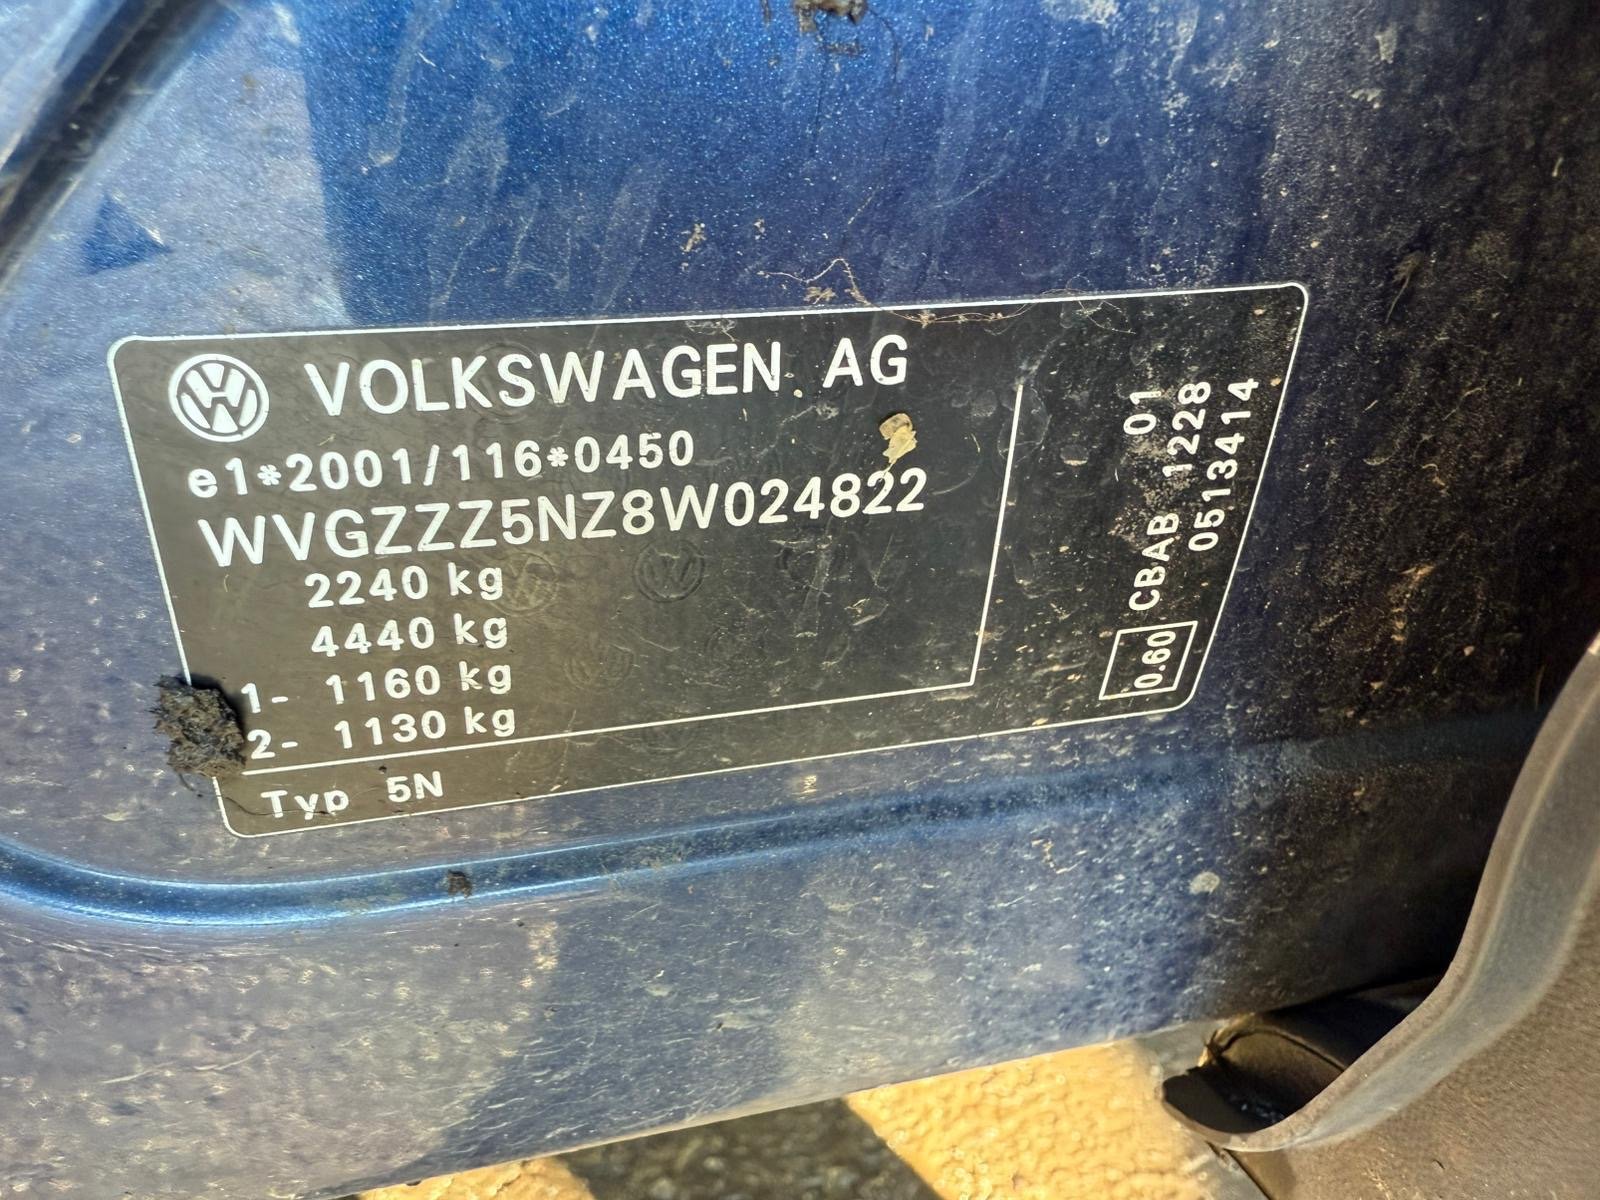 VOLKSWAGEN AG
e1*2001/116*0450
WVGZZZ5NZ8W024822
2240 kg
4440 kg
1- 1160 kg
2- 1130 kg
Typ 5N
0.60 CBAB 1228 01
0513414